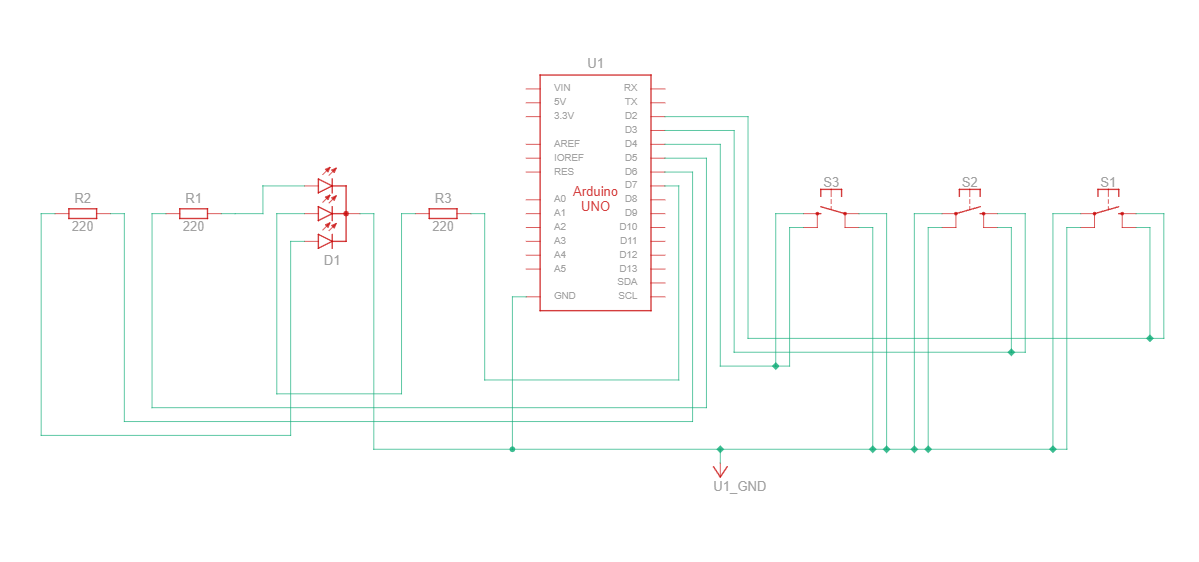 U1
VIN RX
5V TX
3.3V D2
D3
AREF D4
IOREF D5
RES D6
D7
Arduino
UNO
A0 D8
A1 D9
A2 D10
A3 D11
A4 D12
A5 D13
SDA
GND SCL
R2
220
R1
220
D1
R3
220
S3
S2
S1
U1_GND